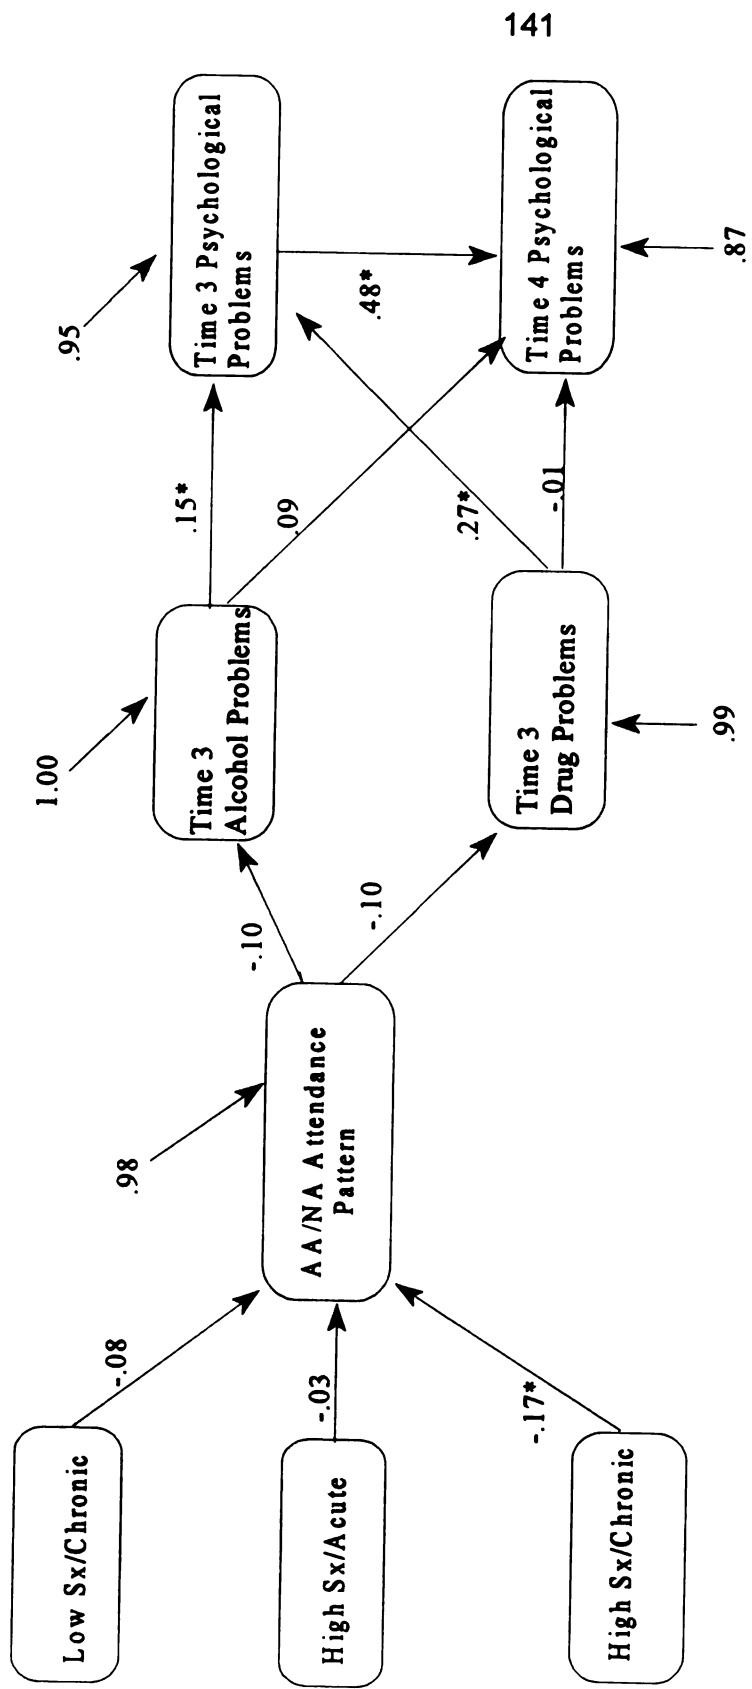 141
Low Sx/Chronic
High Sx/Acute
High Sx/Chronic
-.08
-.03
-.17*
.98
AA/NA Attendance
Pattern
-.10
-.10
1.00
Time 3
Alcohol Problems
Time 3
Drug Problems
.99
.15*
.09
.27*
-.01
.95
Time 3 Psychological
Problems
.48*
Time 4 Psychological
Problems
.87